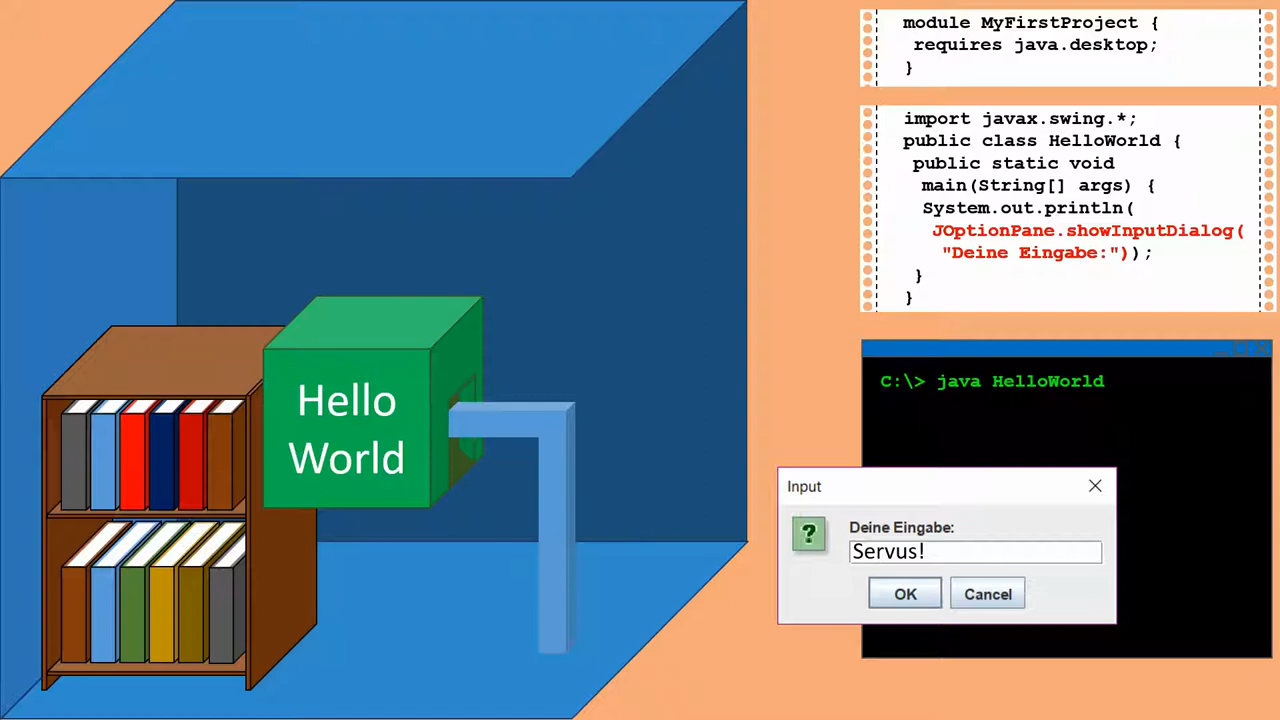 module MyFirstProject {
requires java.desktop;
}
import javax.swing.*;
public class HelloWorld {
public static void
main(String[] args) {
System.out.println(
JOptionPane.showInputDialog(
"Deine Eingabe:"));
}
}
Hello
World
C:\> java HelloWorld
Input
Deine Eingabe:
Servus!
OK Cancel